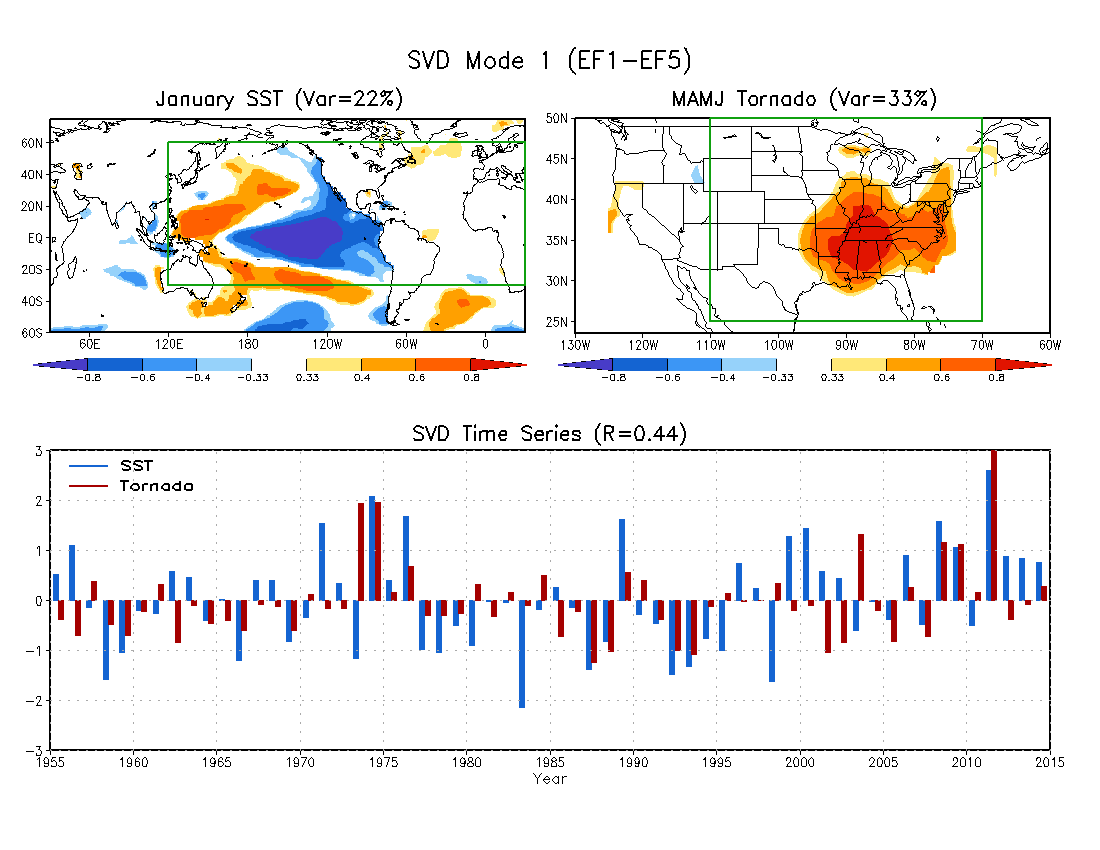 SVD Mode 1 (EF1-EF5)
January SST (Var=22%)
MAMJ Tornado (Var=33%)
60N
40N
20N
EQ
20S
40S
60S
60E 120E 180 120W 60W 0
-0.8 -0.6 -0.4 -0.33 0.33 0.4 0.6 0.8
50N
45N
40N
35N
30N
25N
130W 120W 110W 100W 90W 80W 70W 60W
-0.8 -0.6 -0.4 -0.33 0.33 0.4 0.6 0.8
SVD Time Series (R=0.44)
SST
Tornado
3
2
1
0
-1
-2
-3
1955 1960 1965 1970 1975 1980 1985 1990 1995 2000 2005 2010 2015
Year